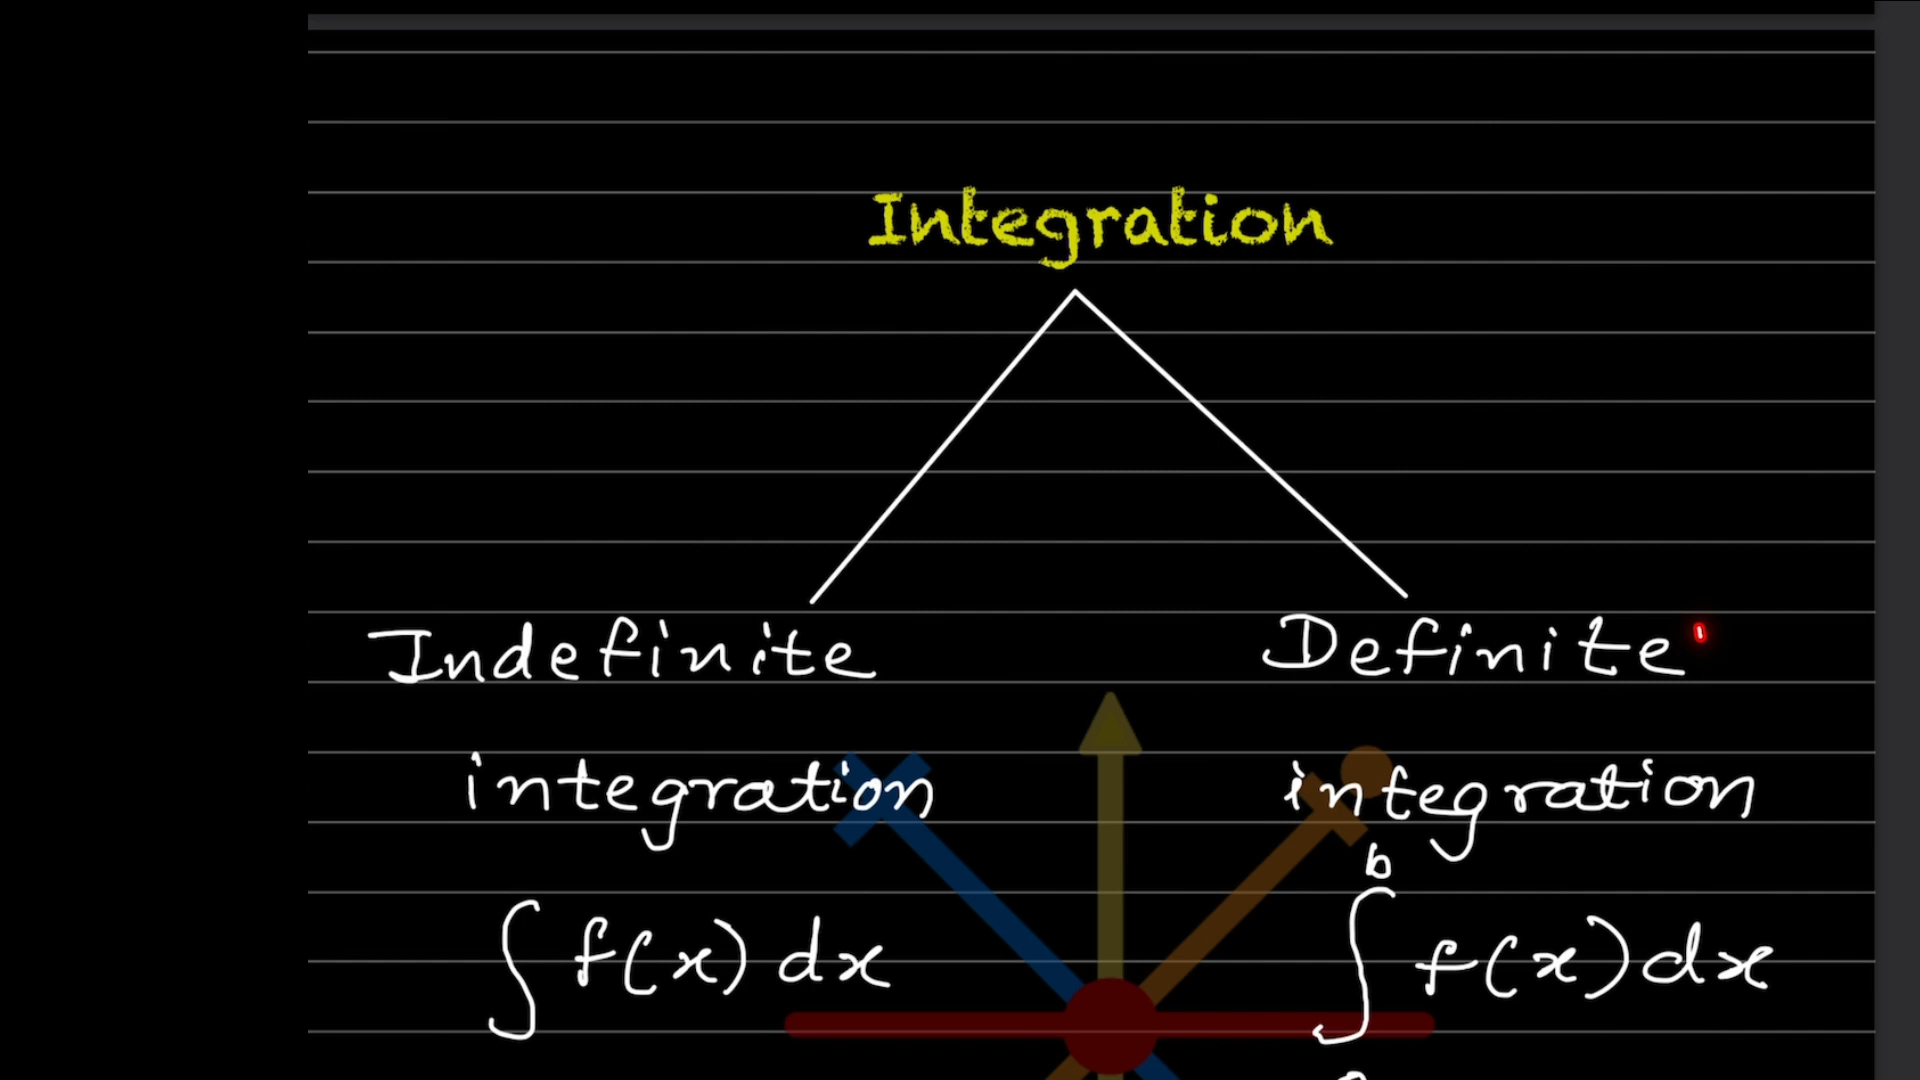 Integration
Indefinite Definite
integration integration
b
∫ f(x) dx ∫ f(x) dx